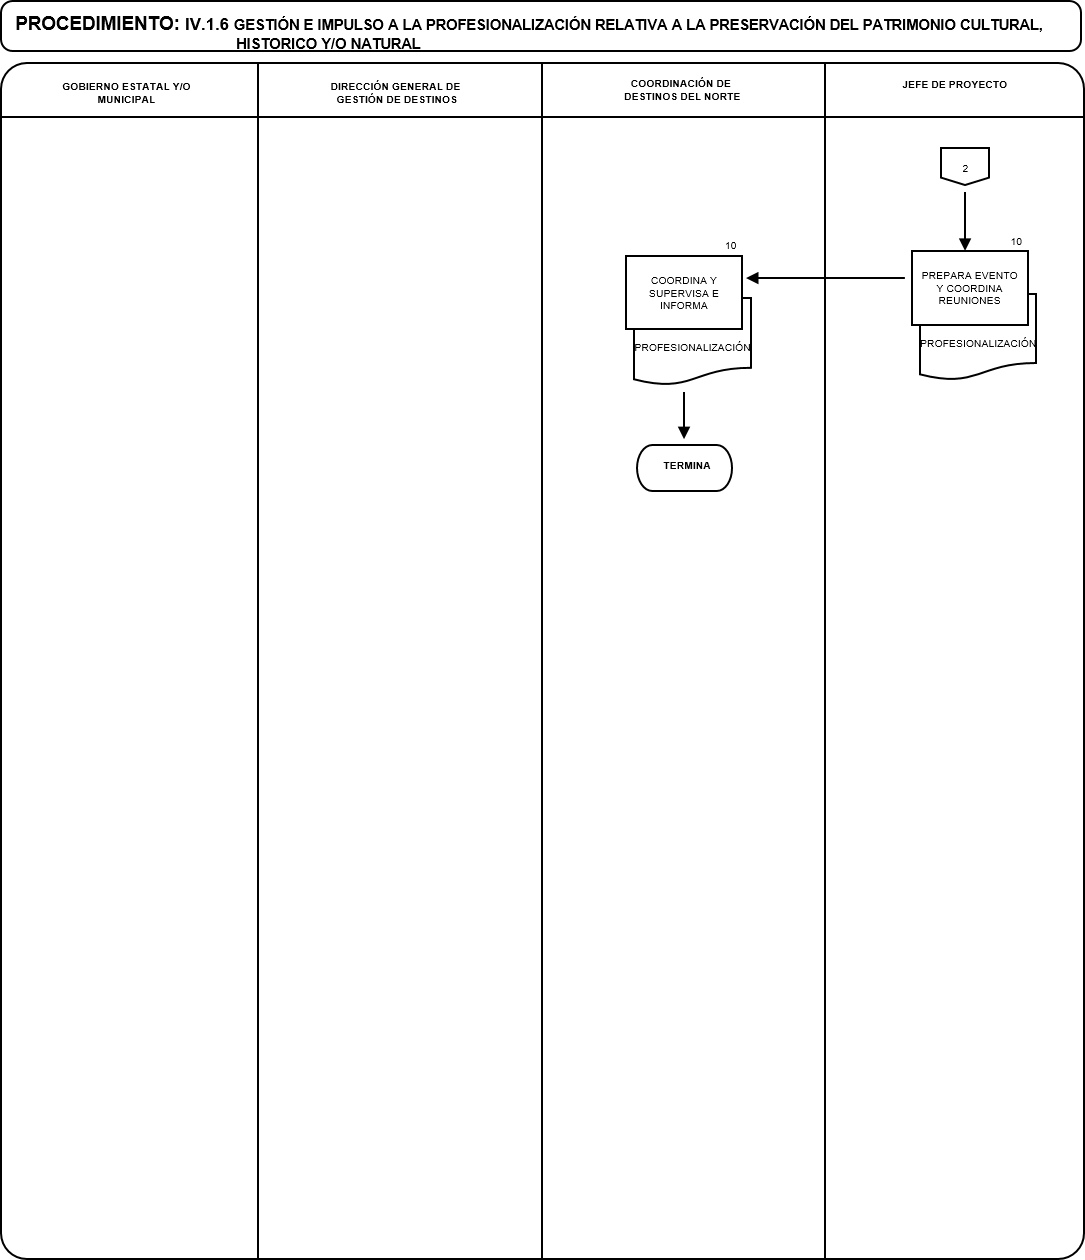 PROCEDIMIENTO: IV.1.6 GESTIÓN E IMPULSO A LA PROFESIONALIZACIÓN RELATIVA A LA PRESERVACIÓN DEL PATRIMONIO CULTURAL,
HISTORICO Y/O NATURAL
GOBIERNO ESTATAL Y/O
MUNICIPAL
DIRECCIÓN GENERAL DE
GESTIÓN DE DESTINOS
COORDINACIÓN DE
DESTINOS DEL NORTE
JEFE DE PROYECTO
2
10
PREPARA EVENTO
Y COORDINA
REUNIONES
PROFESIONALIZACIÓN
10
COORDINA Y
SUPERVISA E
INFORMA
PROFESIONALIZACIÓN
TERMINA